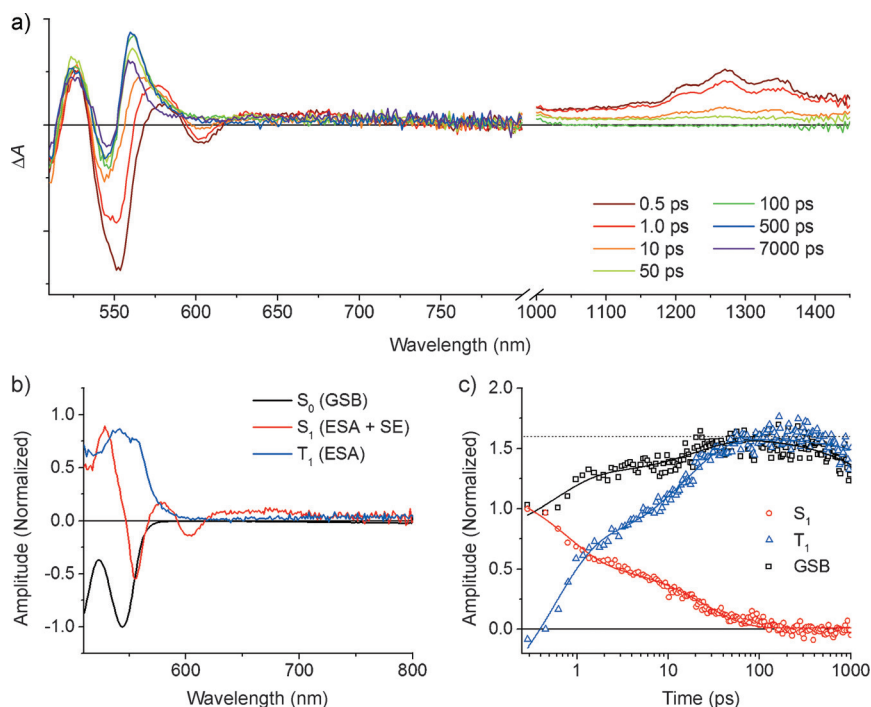 a)
ΔA
0.5 ps
1.0 ps
10 ps
50 ps
100 ps
500 ps
7000 ps
550 600 650 700 750 1000 1100 1200 1300 1400
Wavelength (nm)
b)
Amplitude (Normalized)
1.0
0.5
0.0
-0.5
-1.0
S₀ (GSB)
S₁ (ESA + SE)
T₁ (ESA)
600 700 800
Wavelength (nm)
c)
Amplitude (Normalized)
2.0
1.5
1.0
0.5
0.0
S₁
T₁
GSB
1 10 100 1000
Time (ps)